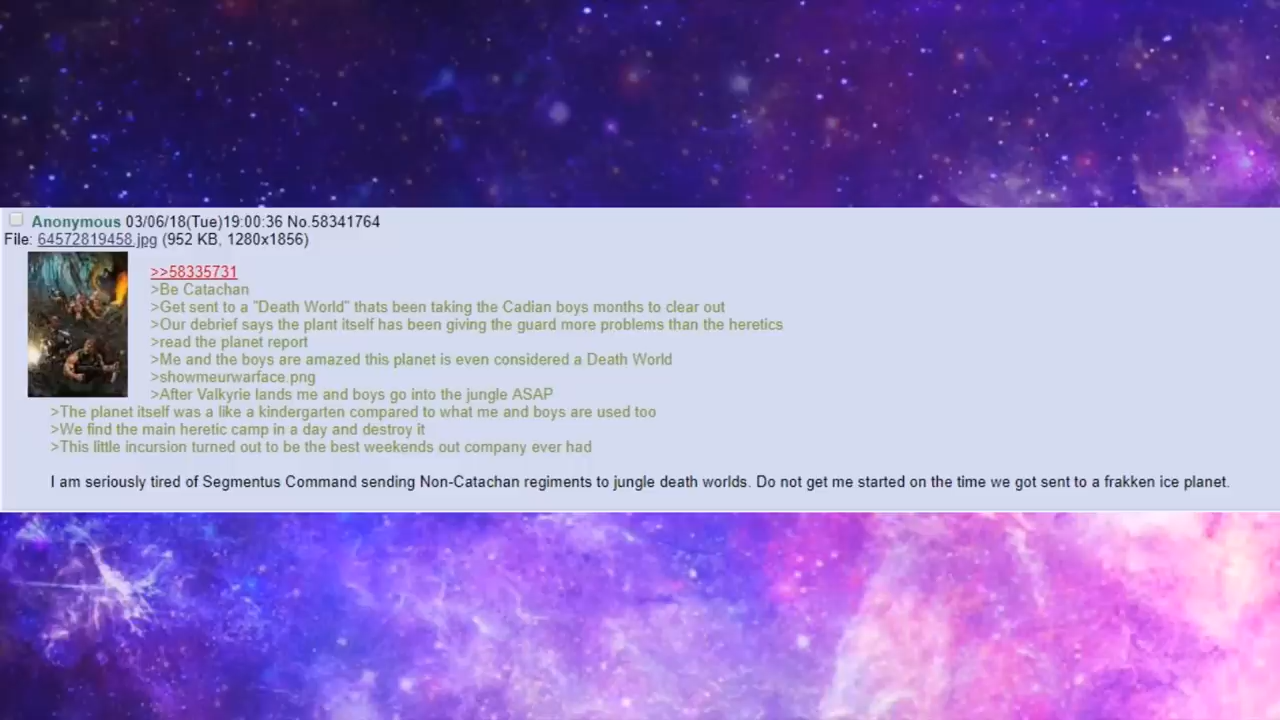 Anonymous 03/06/18(Tue)19:00:36 No.58341764
File: 64572819458.jpg (952 KB, 1280x1856)
>>58335731
>Be Catachan
>Get sent to a "Death World" thats been taking the Cadian boys months to clear out
>Our debrief says the plant itself has been giving the guard more problems than the heretics
>read the planet report
>Me and the boys are amazed this planet is even considered a Death World
>showmeurwarface.png
>After Valkyrie lands me and boys go into the jungle ASAP
>The planet itself was a like a kindergarten compared to what me and boys are used too
>We find the main heretic camp in a day and destroy it
>This little incursion turned out to be the best weekends out company ever had
I am seriously tired of Segmentus Command sending Non-Catachan regiments to jungle death worlds. Do not get me started on the time we got sent to a frakken ice planet.